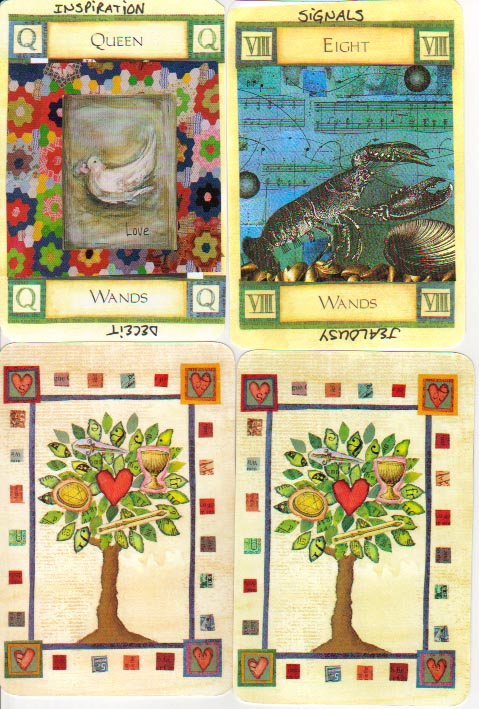 INSPIRATION
Q QUEEN Q
Love
Q WANDS Q
DECEIT
SIGNALS
VIII EIGHT VIII
VIII WANDS VIII
JEALOUSY